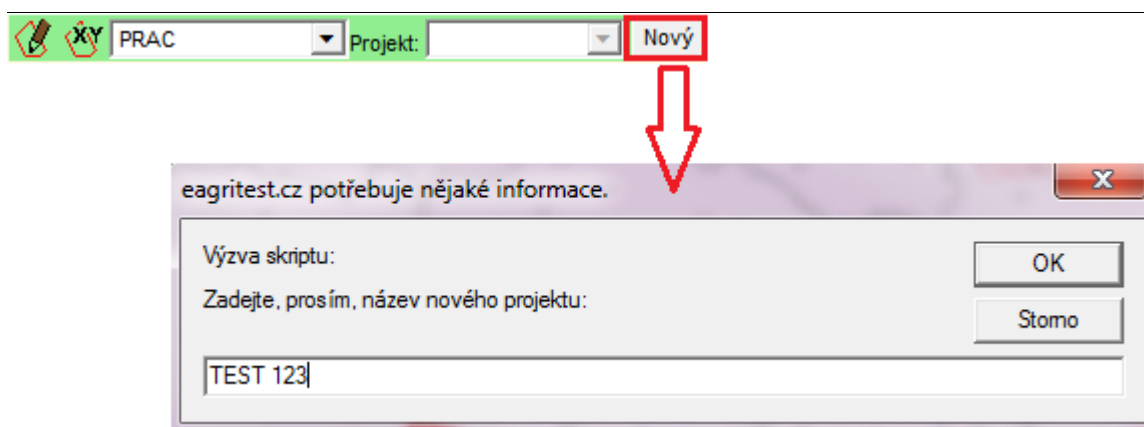 XY PRAC Projekt: Nový
eagritest.cz potřebuje nějaké informace.
Výzva skriptu:
OK
Zadejte, prosím, název nového projektu:
Storno
TEST 123